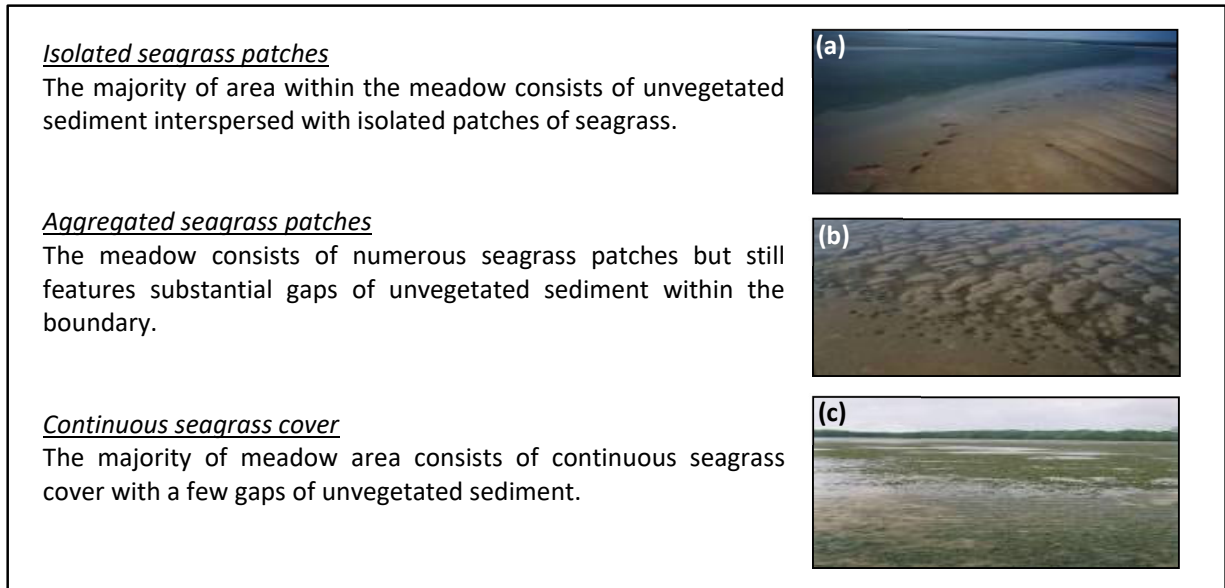 Isolated seagrass patches
The majority of area within the meadow consists of unvegetated
sediment interspersed with isolated patches of seagrass.
(a)
Aggregated seagrass patches
The meadow consists of numerous seagrass patches but still
features substantial gaps of unvegetated sediment within the
boundary.
(b)
Continuous seagrass cover
The majority of meadow area consists of continuous seagrass
cover with a few gaps of unvegetated sediment.
(c)